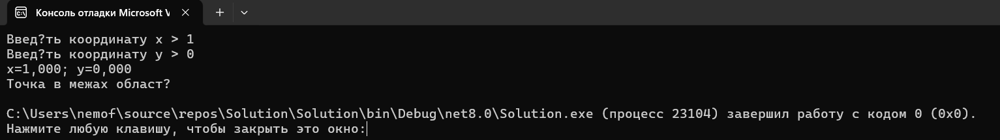 Консоль отладки Microsoft V
Введ?ть координату x > 1
Введ?ть координату y > 0
x=1,000; y=0,000
Точка в межах област?
C:\Users\nemof\source\repos\Solution\Solution\bin\Debug\net8.0\Solution.exe (процесс 23104) завершил работу с кодом 0 (0x0).
Нажмите любую клавишу, чтобы закрыть это окно: